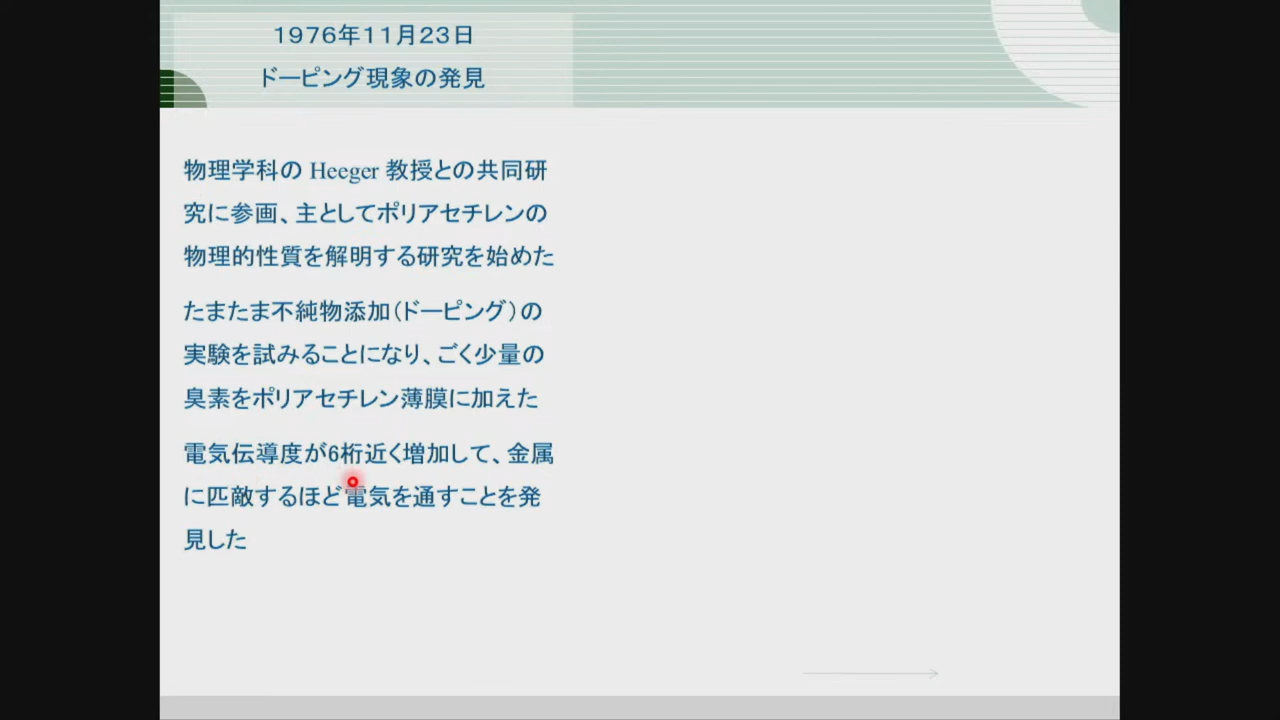 1976年11月23日
ドーピング現象の発見
物理学科の Heeger 教授との共同研
究に参画、主としてポリアセチレンの
物理的性質を解明する研究を始めた
たまたま不純物添加（ドーピング）の
実験を試みることになり、ごく少量の
臭素をポリアセチレン薄膜に加えた
電気伝導度が6桁近く増加して、金属
に匹敵するほど電気を通すことを発
見した